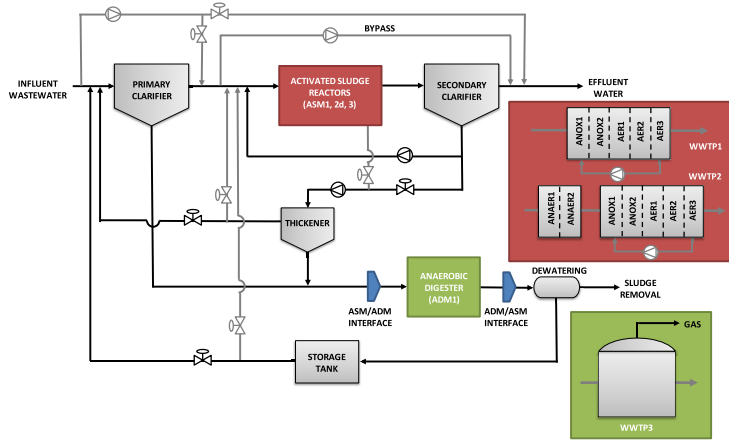 BYPASS
INFLUENT
WASTEWATER
PRIMARY
CLARIFIER
ACTIVATED SLUDGE
REACTORS
(ASM1, 2d, 3)
SECONDARY
CLARIFIER
EFFLUENT
WATER
ANOX1
ANOX2
AER1
AER2
AER3
WWTP1
WWTP2
ANAER1
ANAER2
ANOX1
ANOX2
AER1
AER2
AER3
THICKENER
ASM/ADM
INTERFACE
ANAEROBIC
DIGESTER
(ADM1)
ADM/ASM
INTERFACE
DEWATERING
SLUDGE
REMOVAL
STORAGE
TANK
GAS
WWTP3